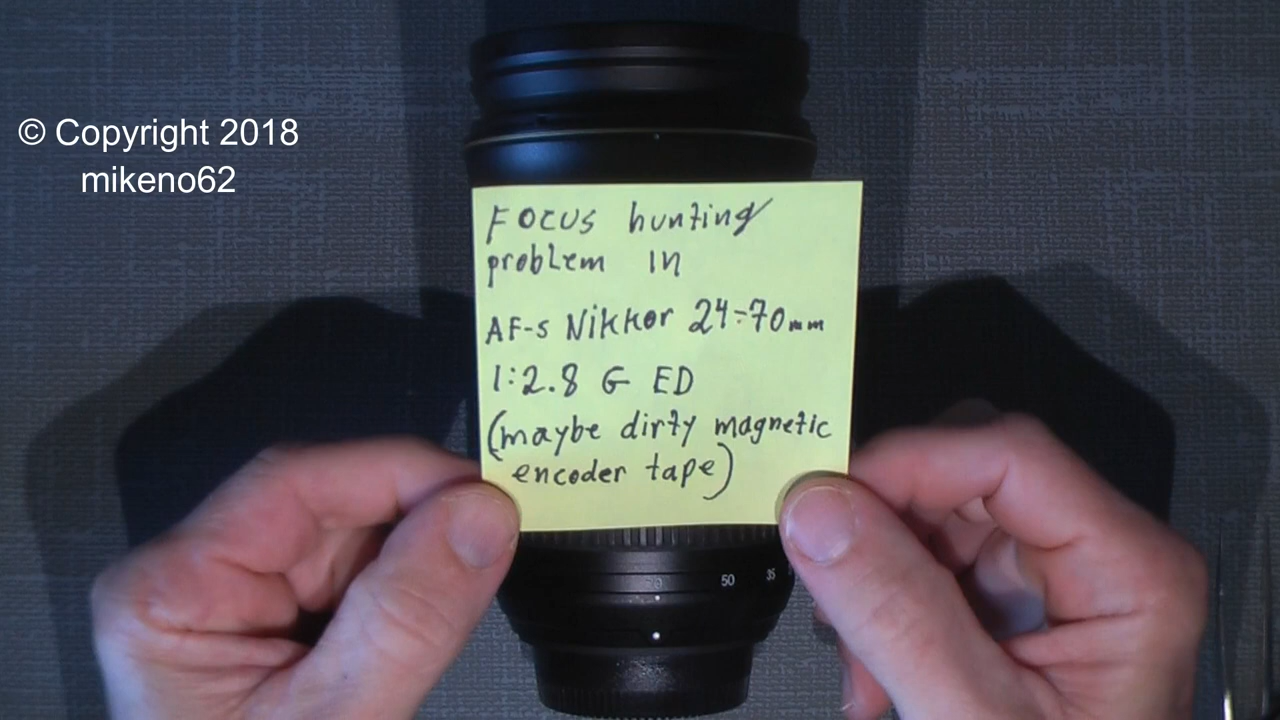 © Copyright 2018
mikeno62
Focus hunting
problem in
AF-S Nikkor 24-70mm
1:2.8 G ED
(maybe dirty magnetic
encoder tape)
70 50 35